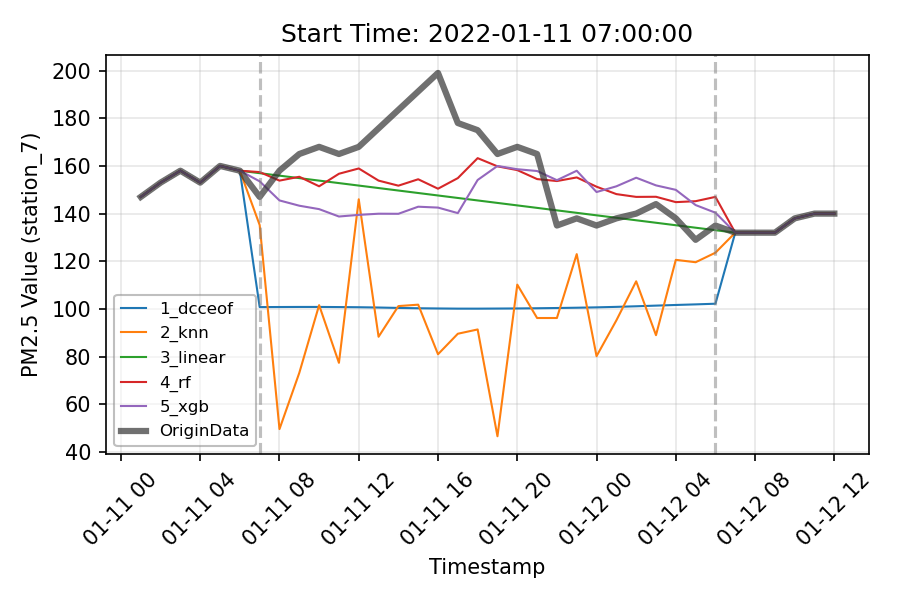 Start Time: 2022-01-11 07:00:00
PM2.5 Value (station_7)
200
180
160
140
120
100
80
60
40
1_dcceof
2_knn
3_linear
4_rf
5_xgb
OriginData
01-11 00
01-11 04
01-11 08
01-11 12
01-11 16
01-11 20
01-12 00
01-12 04
01-12 08
01-12 12
Timestamp